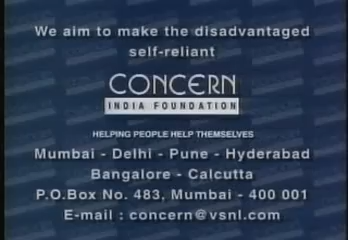 We aim to make the disadvantaged
self-reliant
CONCERN
INDIA FOUNDATION
HELPING PEOPLE HELP THEMSELVES
Mumbai - Delhi - Pune - Hyderabad
Bangalore - Calcutta
P.O.Box No. 483, Mumbai - 400 001
E-mail : concern@vsnl.com